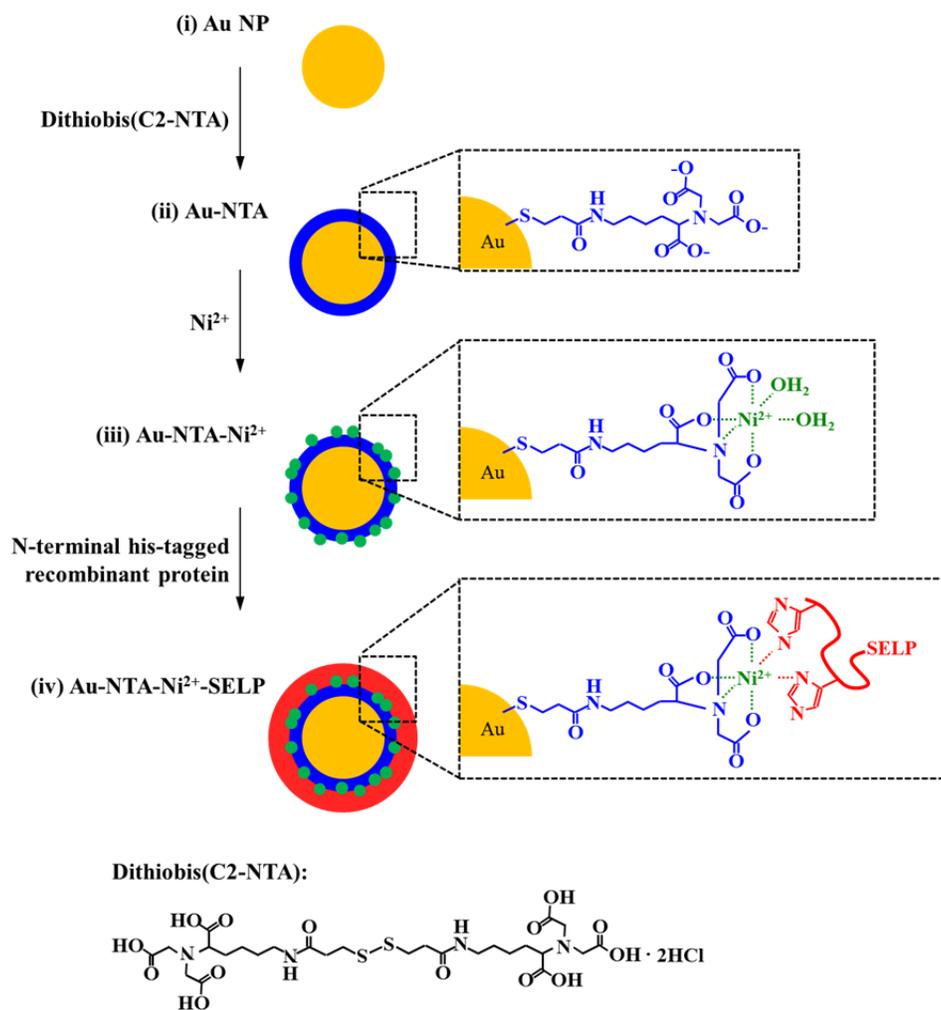 (i) Au NP
Dithiobis(C2-NTA)
(ii) Au-NTA
Au
S
O
H
N
-O
O
N
O
O-
O
O-
Ni²⁺
(iii) Au-NTA-Ni²⁺
Au
S
O
H
N
O
O
O
O
N
O
O
Ni²⁺
OH₂
OH₂
N-terminal his-tagged
recombinant protein
(iv) Au-NTA-Ni²⁺-SELP
Au
S
O
H
N
O
O
O
O
N
O
O
Ni²⁺
N
N
N
N
SELP
Dithiobis(C2-NTA):
HO
O
HO
O
N
O
HO
N
H
O
S
S
O
H
N
OH
O
N
O
OH · 2HCl
O
OH